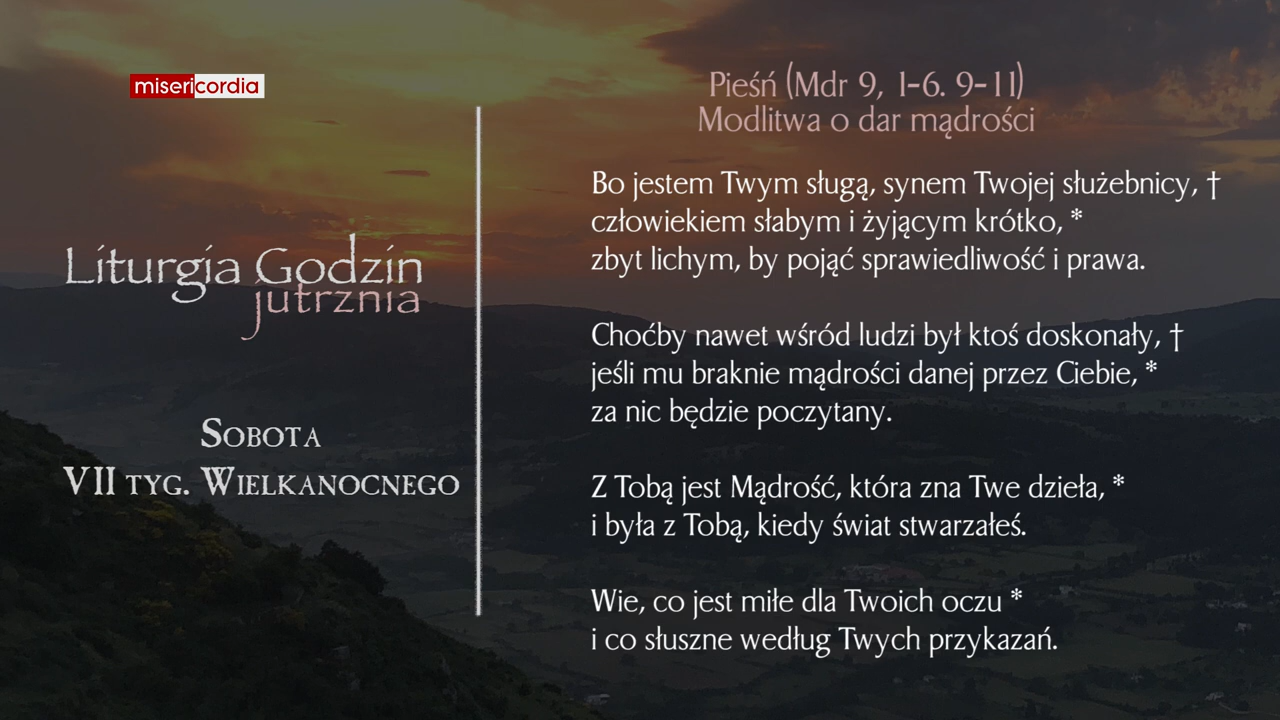 misericordia
Liturgia Godzin
jutrznia
Sobota
VII tyg. Wielkanocnego
Pieśń (Mdr 9, 1-6. 9-11)
Modlitwa o dar mądrości
Bo jestem Twym sługą, synem Twojej służebnicy, †
człowiekiem słabym i żyjącym krótko, *
zbyt lichym, by pojąć sprawiedliwość i prawa.
Choćby nawet wśród ludzi był ktoś doskonały, †
jeśli mu braknie mądrości danej przez Ciebie, *
za nic będzie poczytany.
Z Tobą jest Mądrość, która zna Twe dzieła, *
i była z Tobą, kiedy świat stwarzałeś.
Wie, co jest miłe dla Twoich oczu *
i co słuszne według Twych przykazań.